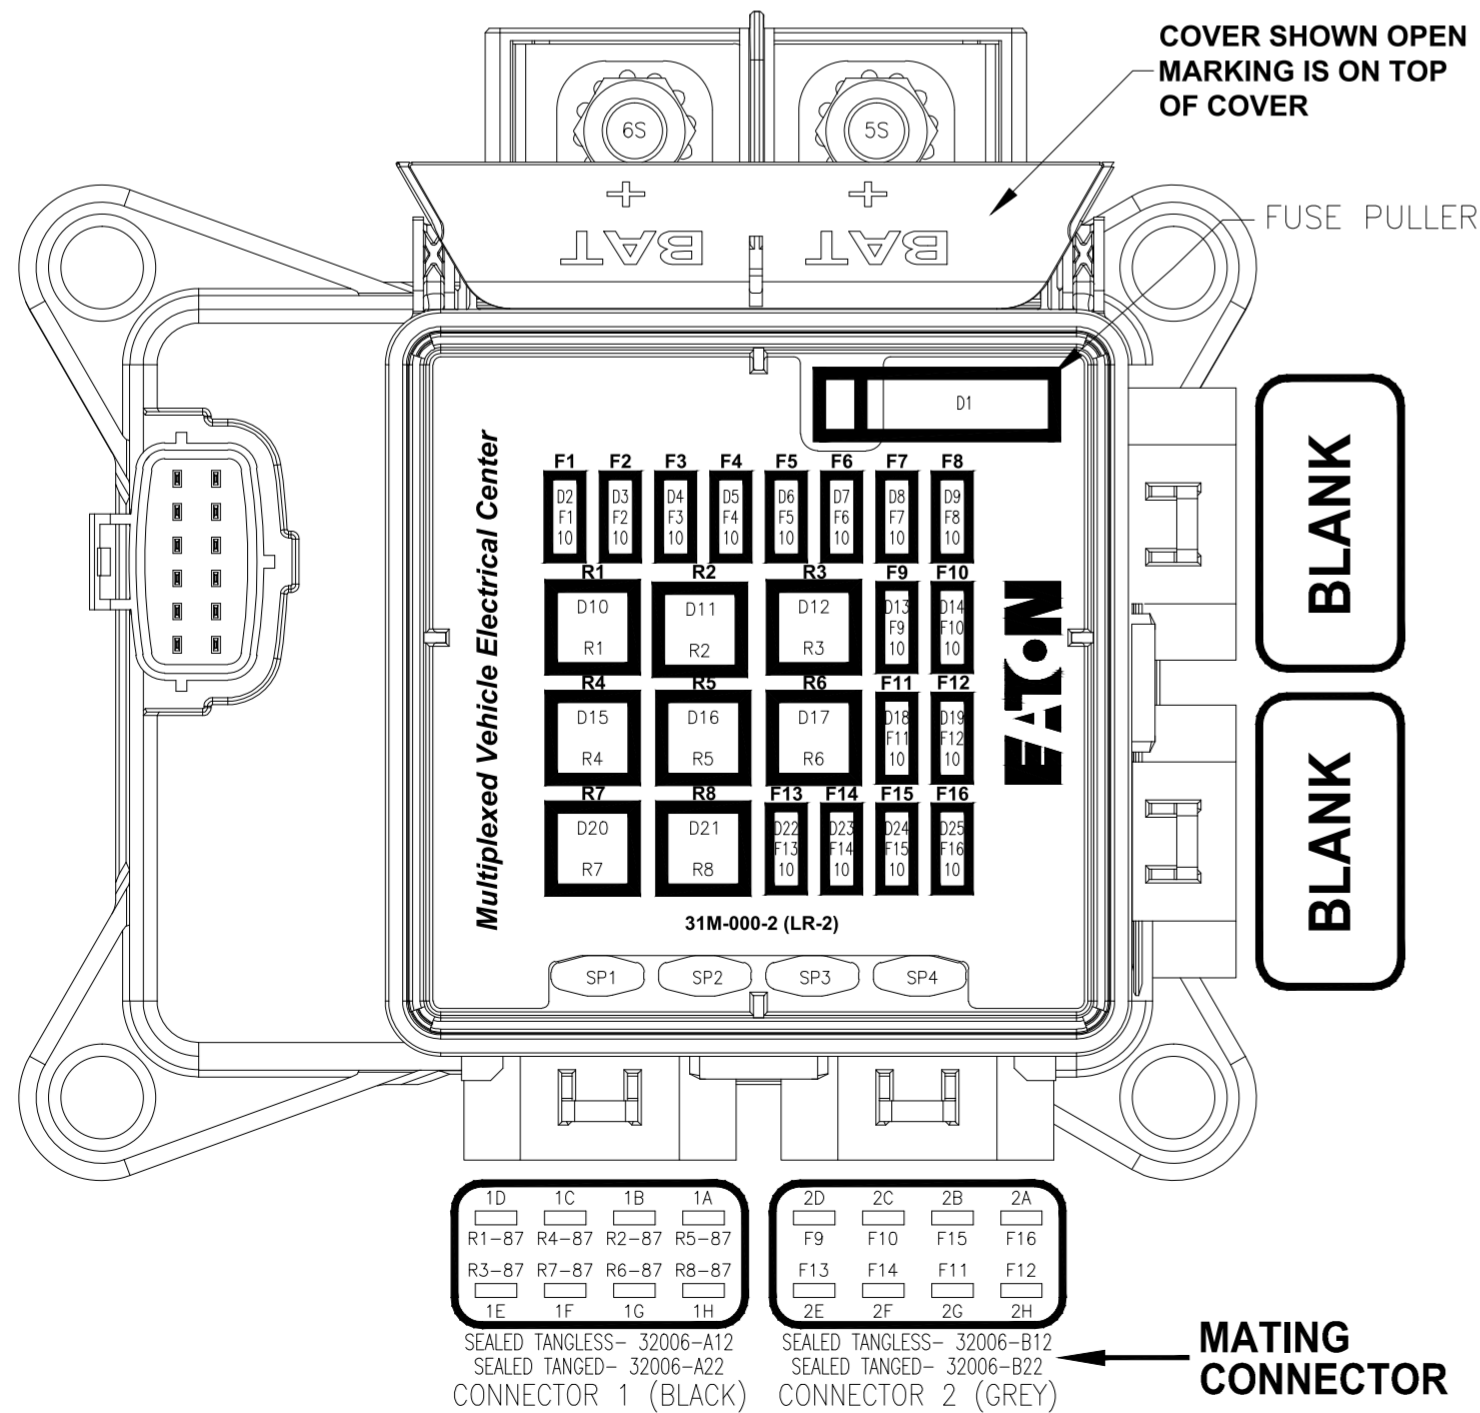 COVER SHOWN OPEN
MARKING IS ON TOP
OF COVER
6S 5S
+ +
BAT BAT
FUSE PULLER
D1
Multiplexed Vehicle Electrical Center
F1 F2 F3 F4 F5 F6 F7 F8
D2 D3 D4 D5 D6 D7 D8 D9
F1 F2 F3 F4 F5 F6 F7 F8
10 10 10 10 10 10 10 10
R1 R2 R3 F9 F10
D10 D11 D12 D13 D14
F9 F10
R1 R2 R3 10 10
EATON
R4 R5 R6 F11 F12
D15 D16 D17 D18 D19
F11 F12
R4 R5 R6 10 10
R7 R8 F13 F14 F15 F16
D20 D21 D22 D23 D24 D25
F13 F14 F15 F16
R7 R8 10 10 10 10
31M-000-2 (LR-2)
SP1 SP2 SP3 SP4
BLANK
BLANK
1D 1C 1B 1A
R1-87 R4-87 R2-87 R5-87
R3-87 R7-87 R6-87 R8-87
1E 1F 1G 1H
SEALED TANGLESS- 32006-A12
SEALED TANGED- 32006-A22
CONNECTOR 1 (BLACK)
2D 2C 2B 2A
F9 F10 F15 F16
F13 F14 F11 F12
2E 2F 2G 2H
SEALED TANGLESS- 32006-B12
SEALED TANGED- 32006-B22
CONNECTOR 2 (GREY)
MATING
CONNECTOR